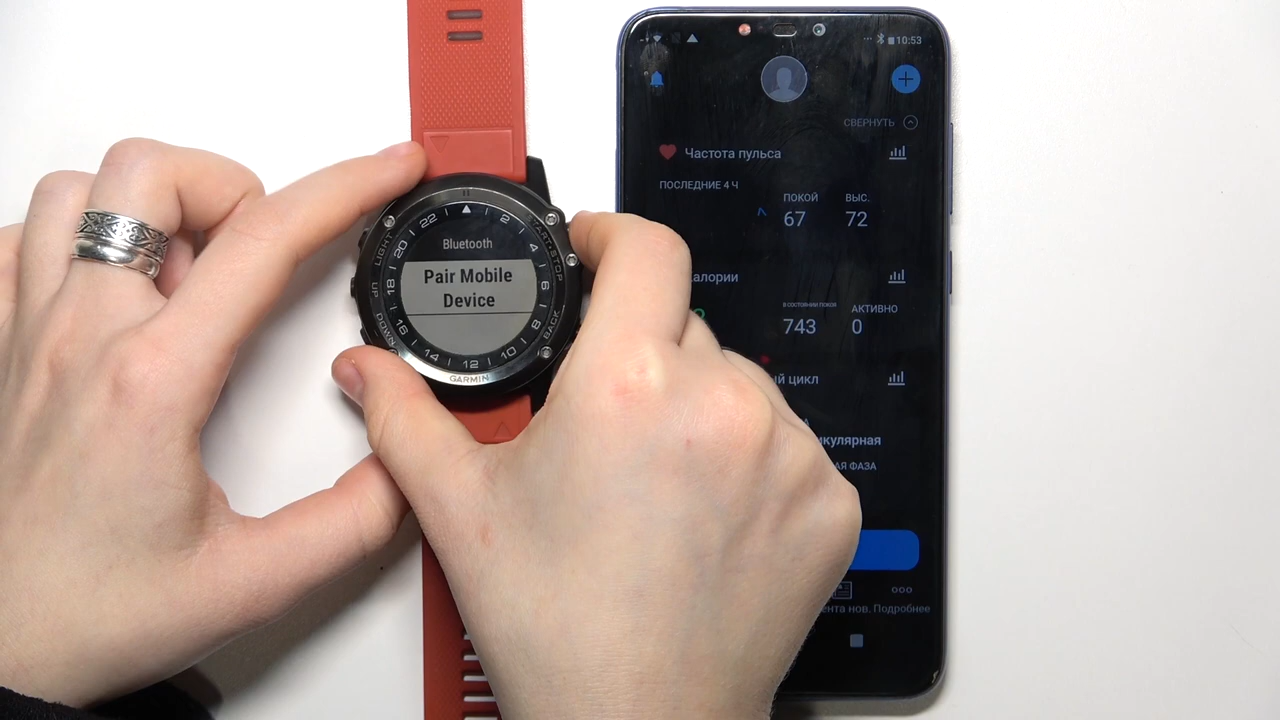 22
2
4
6
8
10
12
14
16
18
20
LIGHT
UP
DOWN
START·STOP
BACK
Bluetooth
Pair Mobile
Device
GARMIN
10:53
СВЕРНУТЬ
Частота пульса
ПОСЛЕДНИЕ 4 Ч
ПОКОЙ
ВЫС.
67
72
алории
В СОСТОЯНИИ ПОКОЯ
АКТИВНО
743
0
ый цикл
икулярная
АЯ ФАЗА
ента нов.
Подробнее